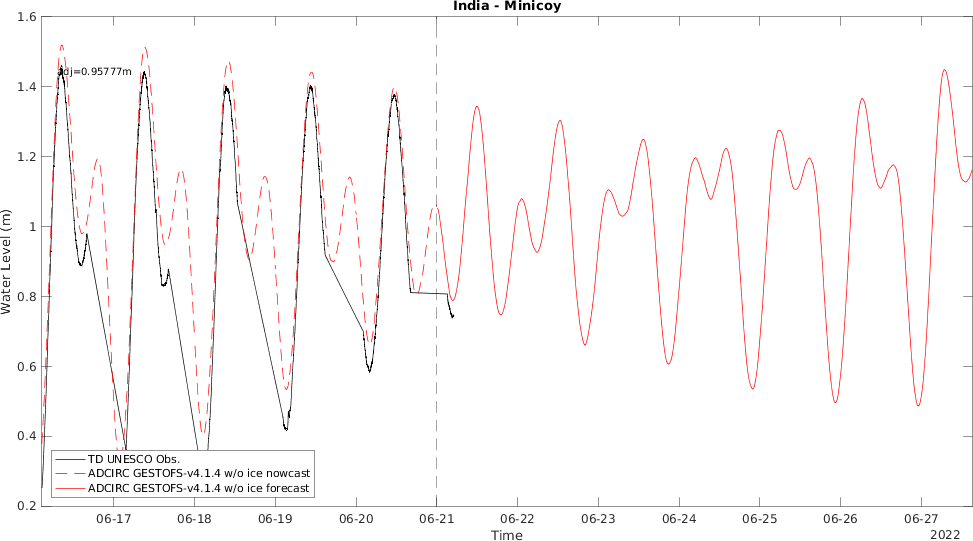 India - Minicoy
1.6
1.4
1.2
1
0.8
0.6
0.4
0.2
Water Level (m)
adj=0.95777m
TD UNESCO Obs.
ADCIRC GESTOFS-v4.1.4 w/o ice nowcast
ADCIRC GESTOFS-v4.1.4 w/o ice forecast
06-17 06-18 06-19 06-20 06-21 06-22 06-23 06-24 06-25 06-26 06-27
Time
2022